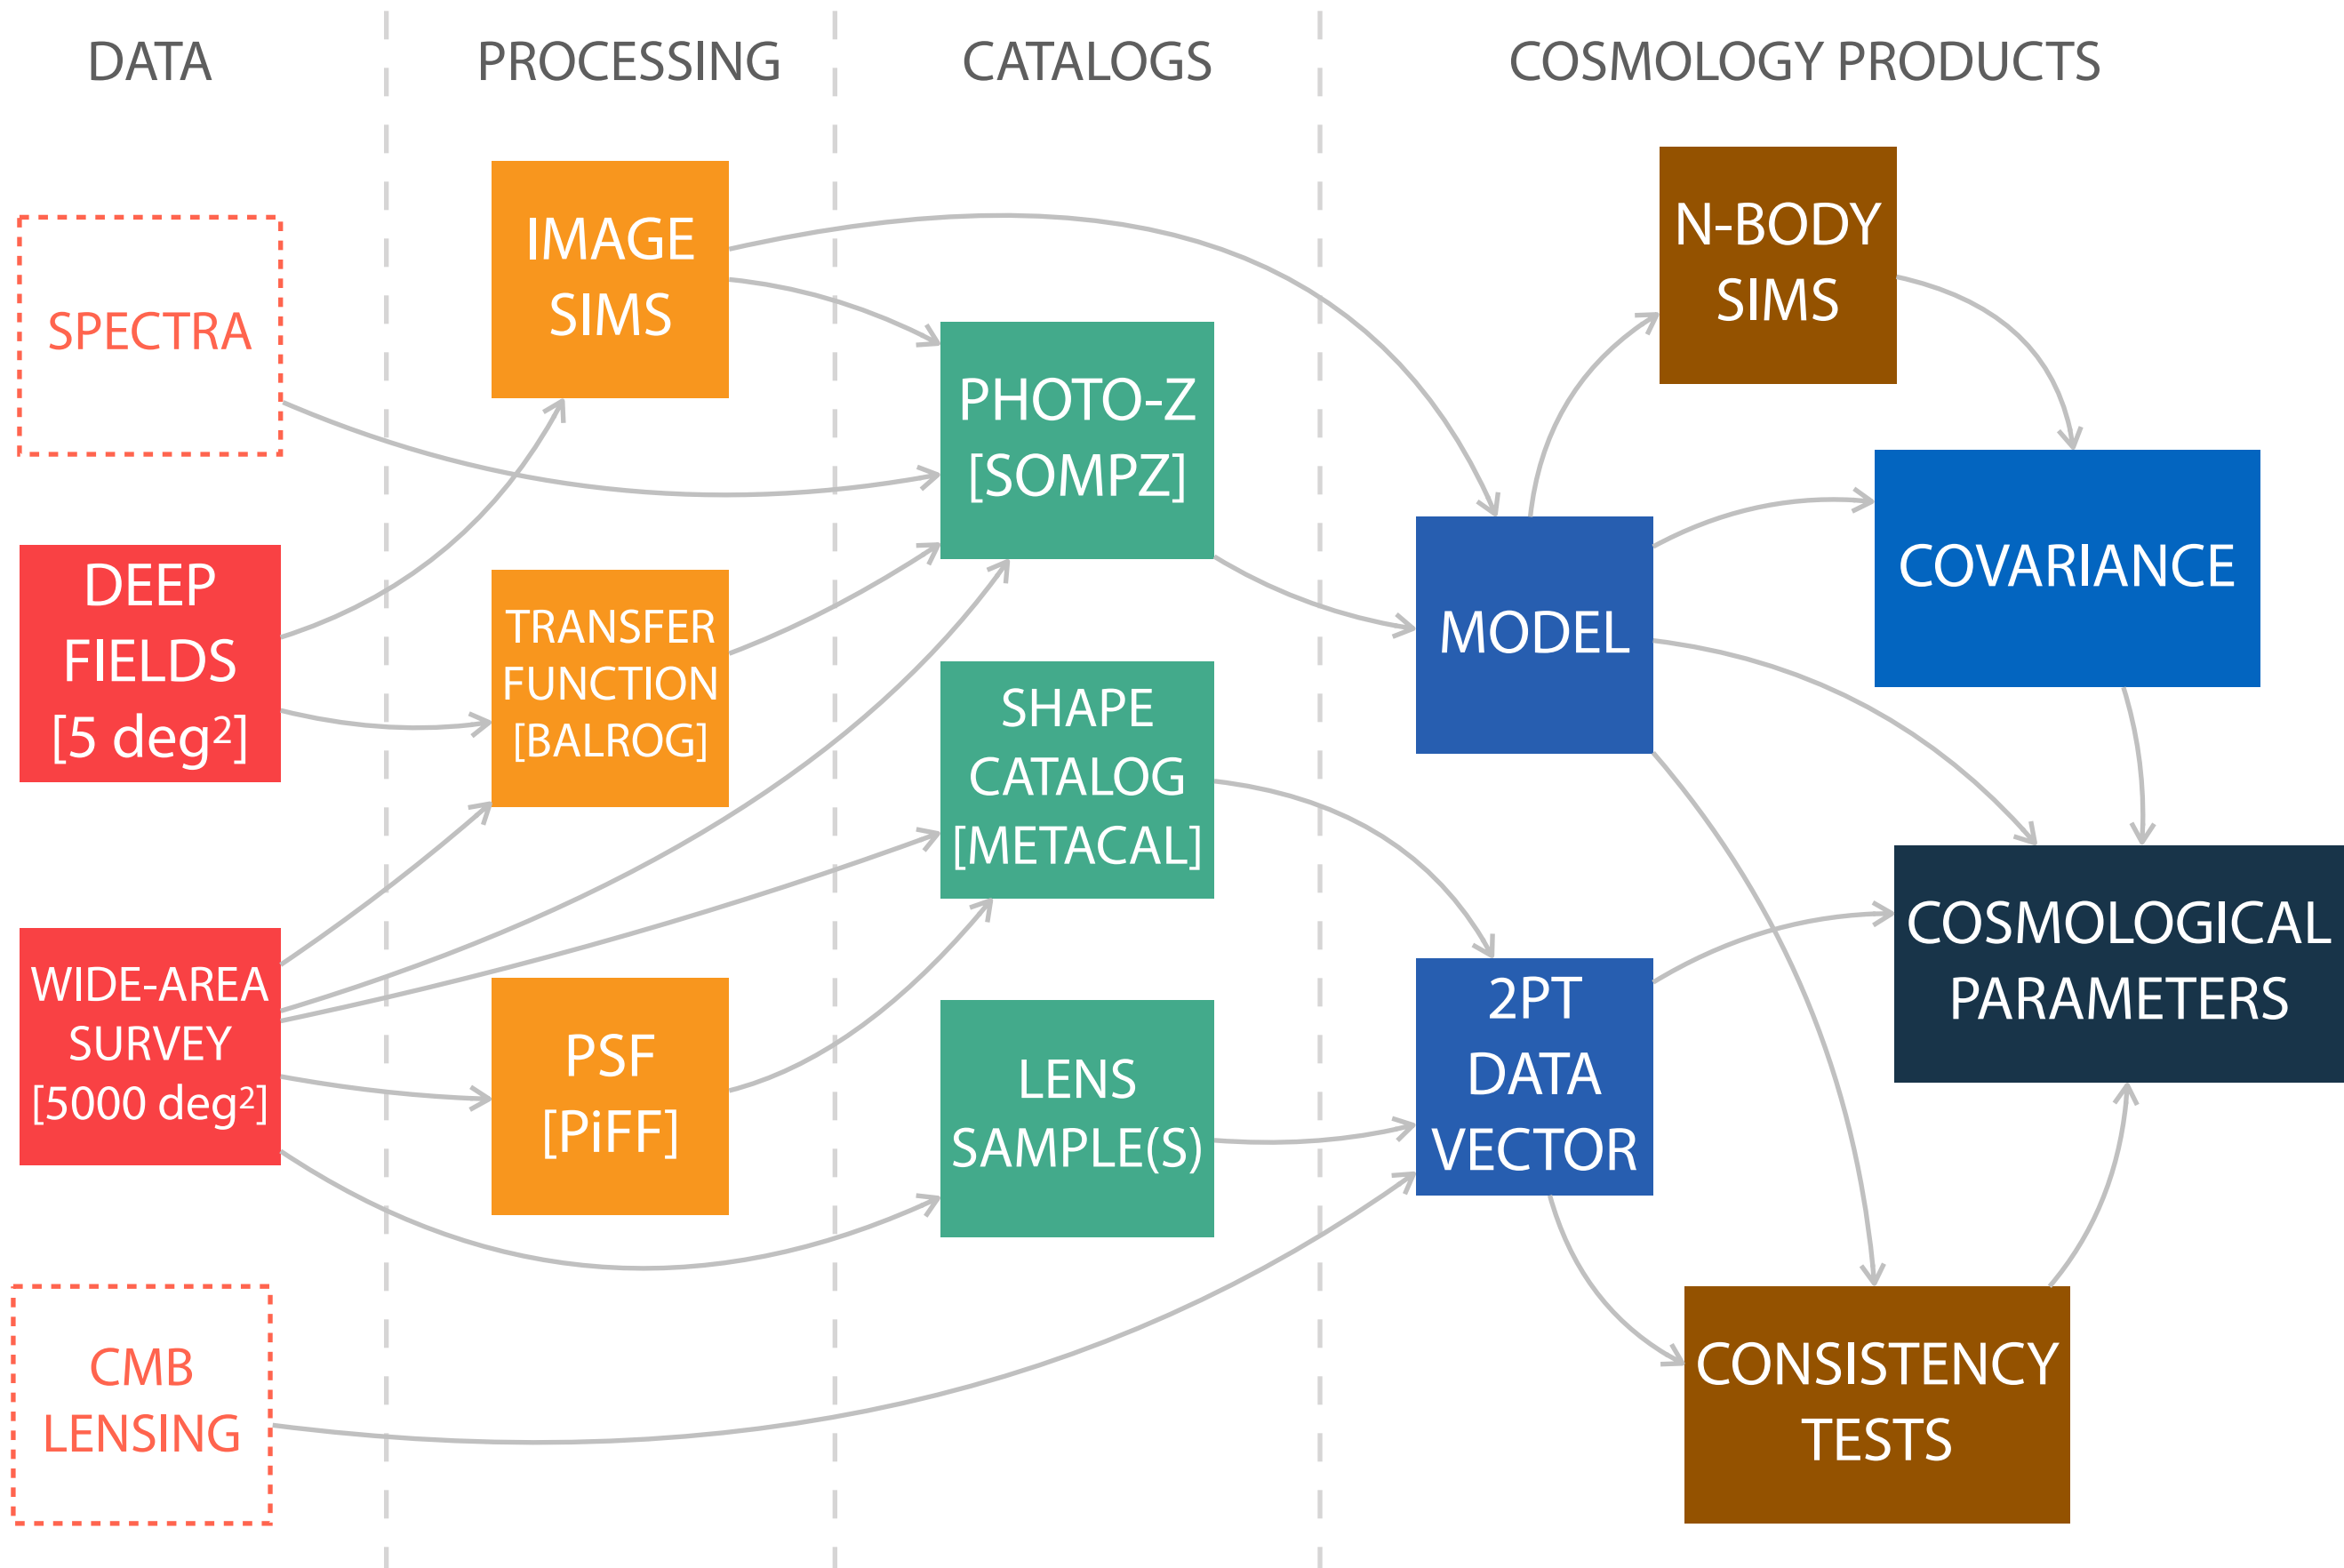 DATA
PROCESSING
CATALOGS
COSMOLOGY PRODUCTS
SPECTRA
DEEP
FIELDS
[5 deg²]
WIDE-AREA
SURVEY
[5000 deg²]
CMB
LENSING
IMAGE
SIMS
TRANSFER
FUNCTION
[BALROG]
PSF
[PiFF]
PHOTO-Z
[SOMPZ]
SHAPE
CATALOG
[METACAL]
LENS
SAMPLE(S)
N-BODY
SIMS
MODEL
COVARIANCE
2PT
DATA
VECTOR
COSMOLOGICAL
PARAMETERS
CONSISTENCY
TESTS